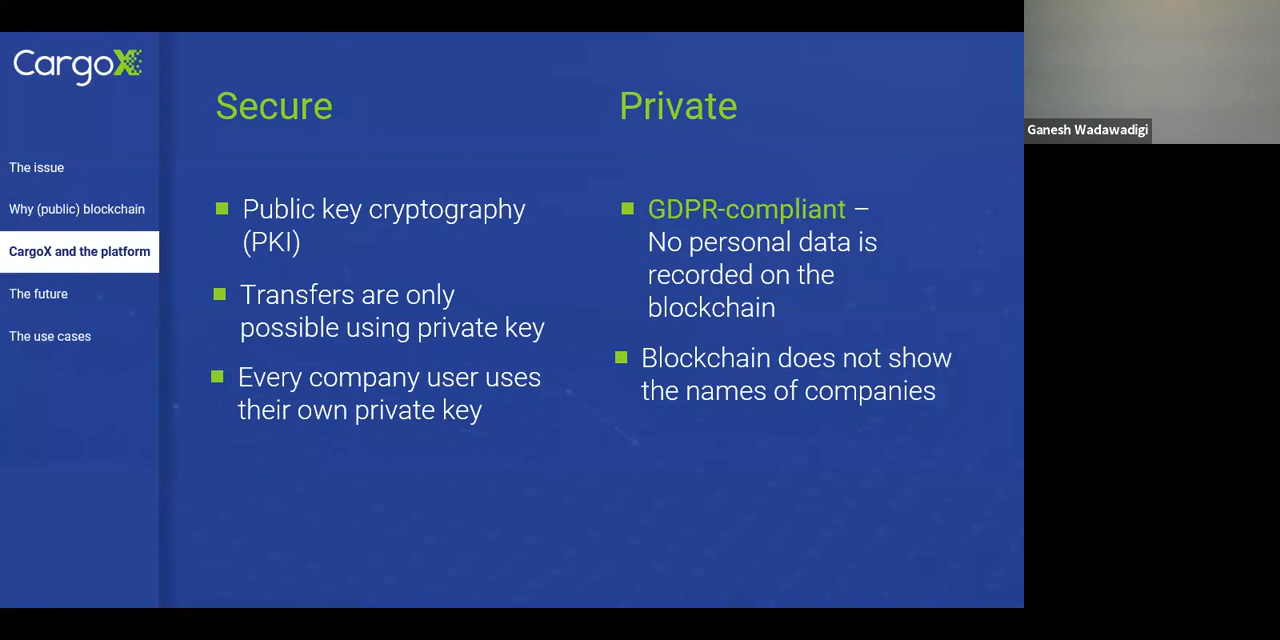 CargoX
The issue
Why (public) blockchain
CargoX and the platform
The future
The use cases
Secure
Public key cryptography
(PKI)
Transfers are only
possible using private key
Every company user uses
their own private key
Private
GDPR-compliant –
No personal data is
recorded on the
blockchain
Blockchain does not show
the names of companies
Ganesh Wadawadigi